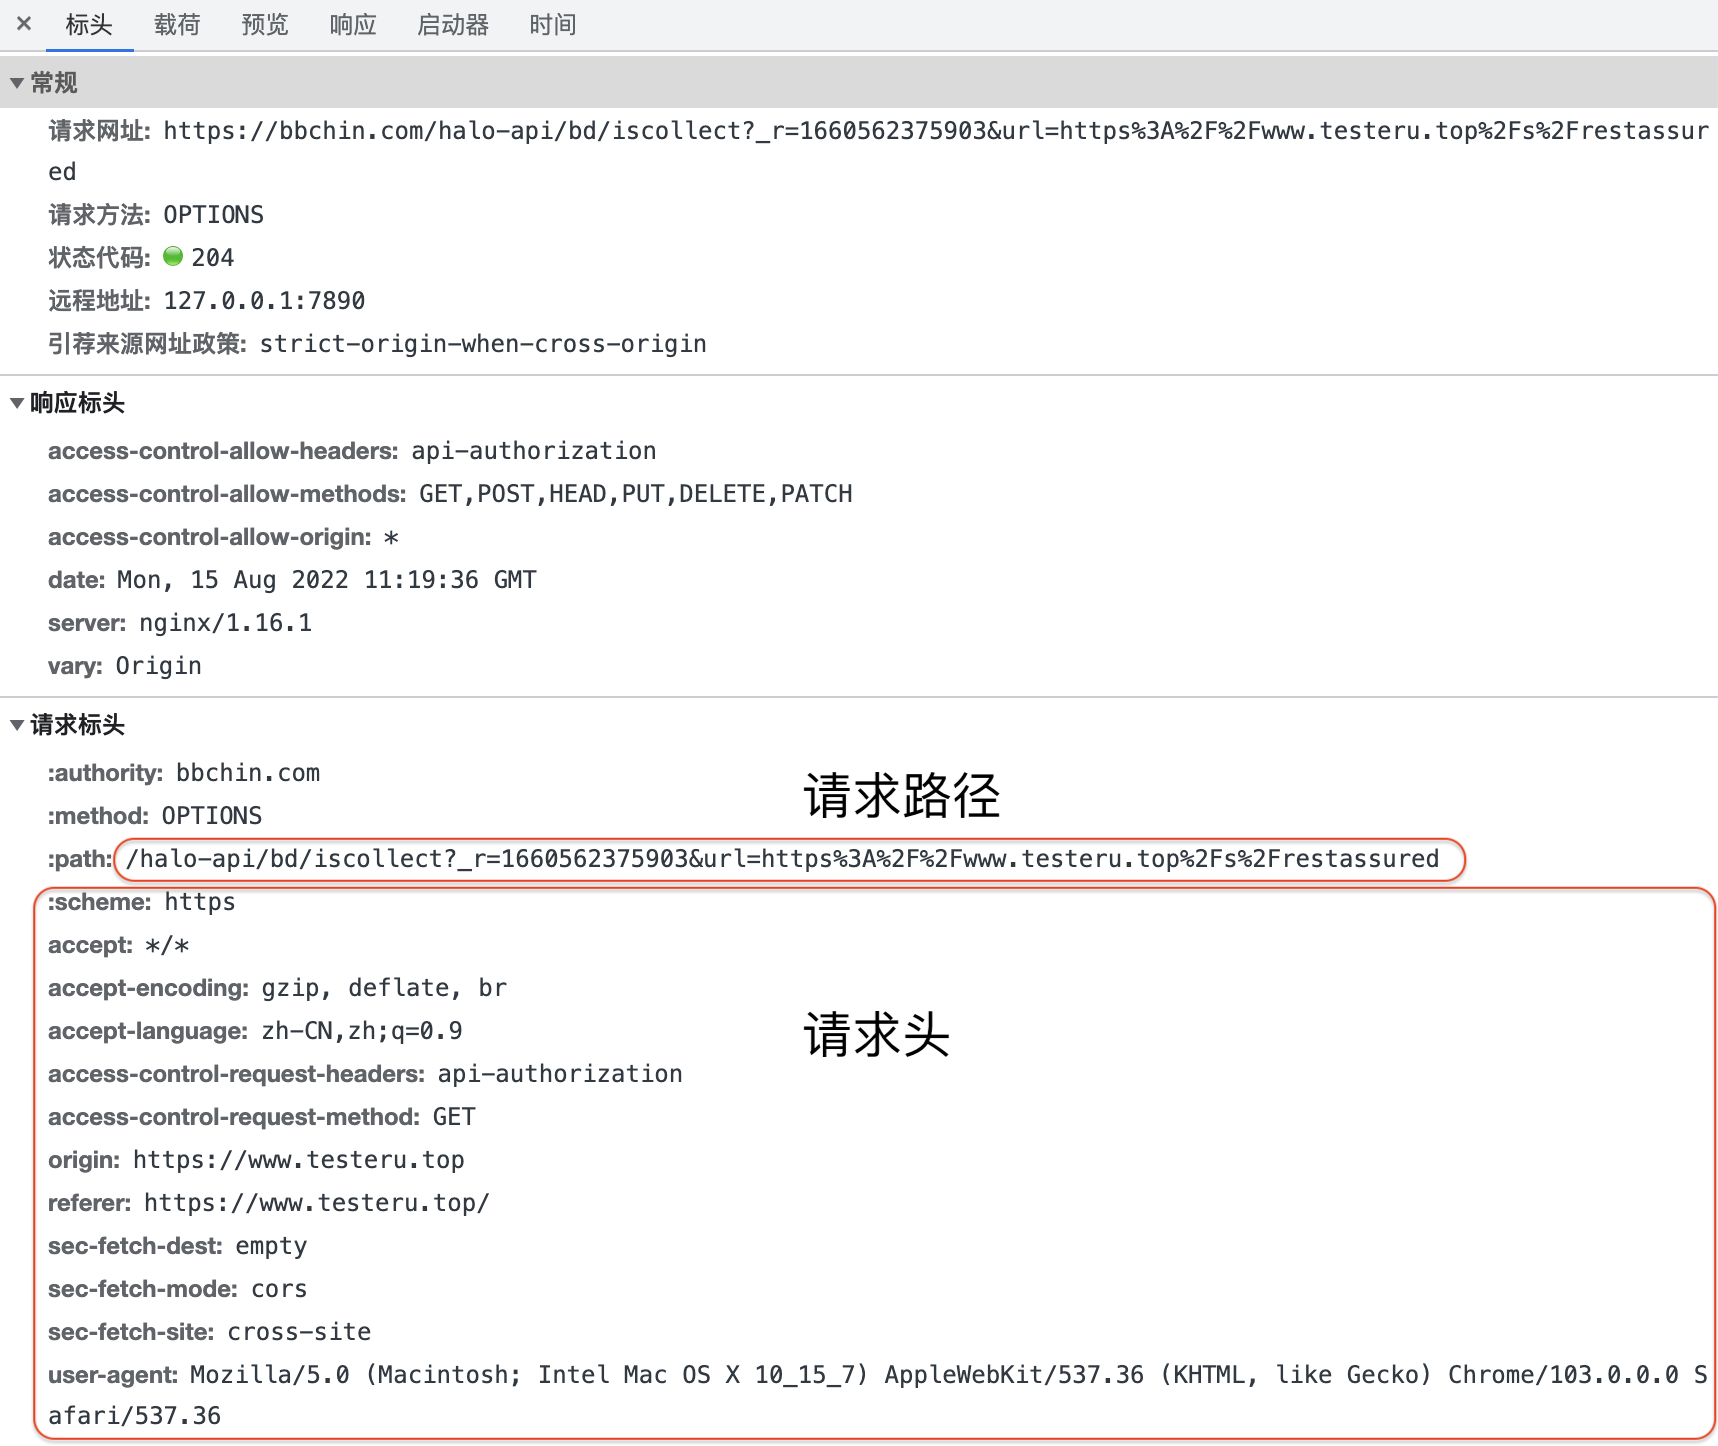 × 标头 载荷 预览 响应 启动器 时间
常规
请求网址: https://bbchin.com/halo-api/bd/iscollect?_r=1660562375903&url=https%3A%2F%2Fwww.testeru.top%2Fs%2Frestassur
ed
请求方法: OPTIONS
状态代码: 204
远程地址: 127.0.0.1:7890
引荐来源网址政策: strict-origin-when-cross-origin
响应标头
access-control-allow-headers: api-authorization
access-control-allow-methods: GET,POST,HEAD,PUT,DELETE,PATCH
access-control-allow-origin: *
date: Mon, 15 Aug 2022 11:19:36 GMT
server: nginx/1.16.1
vary: Origin
请求标头
:authority: bbchin.com
请求路径
:method: OPTIONS
:path: /halo-api/bd/iscollect?_r=1660562375903&url=https%3A%2F%2Fwww.testeru.top%2Fs%2Frestassured
:scheme: https
accept: */*
accept-encoding: gzip, deflate, br
accept-language: zh-CN,zh;q=0.9
请求头
access-control-request-headers: api-authorization
access-control-request-method: GET
origin: https://www.testeru.top
referer: https://www.testeru.top/
sec-fetch-dest: empty
sec-fetch-mode: cors
sec-fetch-site: cross-site
user-agent: Mozilla/5.0 (Macintosh; Intel Mac OS X 10_15_7) AppleWebKit/537.36 (KHTML, like Gecko) Chrome/103.0.0.0 S
afari/537.36